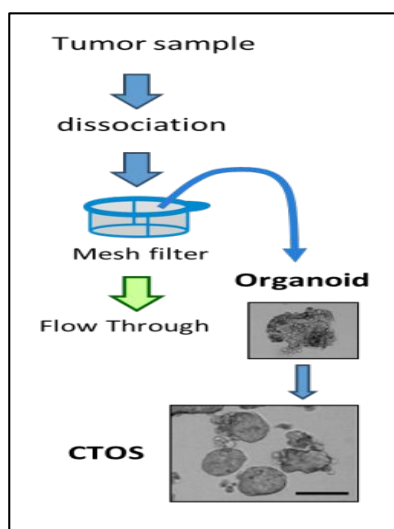 Tumor sample
dissociation
Mesh filter
Organoid
Flow Through
CTOS